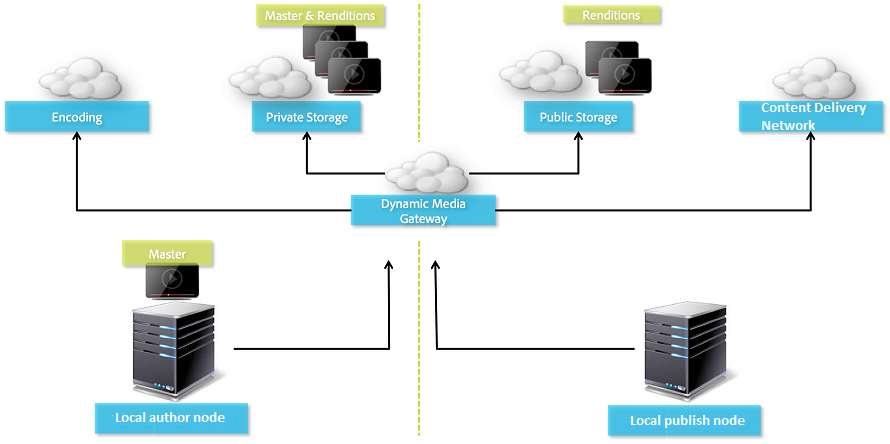 Master & Renditions
Renditions
Encoding
Private Storage
Public Storage
Content Delivery
Network
Dynamic Media
Gateway
Master
Local author node
Local publish node